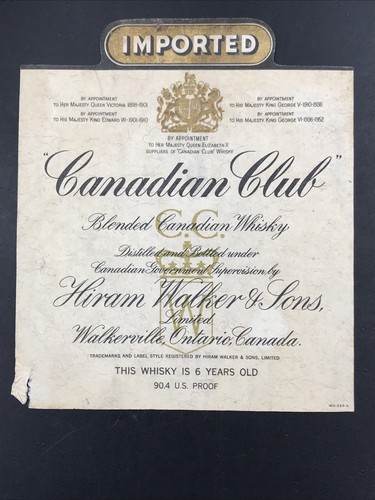 IMPORTED
BY APPOINTMENT
TO HER MAJESTY QUEEN VICTORIA 1898-1901
BY APPOINTMENT
TO HIS MAJESTY KING EDWARD VII-1901-1910
BY APPOINTMENT
TO HIS MAJESTY KING GEORGE V-1910-1936
BY APPOINTMENT
TO HIS MAJESTY KING GEORGE VI-1936-1952
BY APPOINTMENT
TO HER MAJESTY QUEEN ELIZABETH II
SUPPLIERS OF "CANADIAN CLUB" WHISKY
"Canadian Club"
C.C.
Blended Canadian Whisky
Distilled and Bottled under
Canadian Government Supervision by
Hiram Walker & Sons,
Limited,
Walkerville, Ontario, Canada.
TRADEMARKS AND LABEL STYLE REGISTERED BY HIRAM WALKER & SONS, LIMITED
THIS WHISKY IS 6 YEARS OLD
90.4 U.S. PROOF